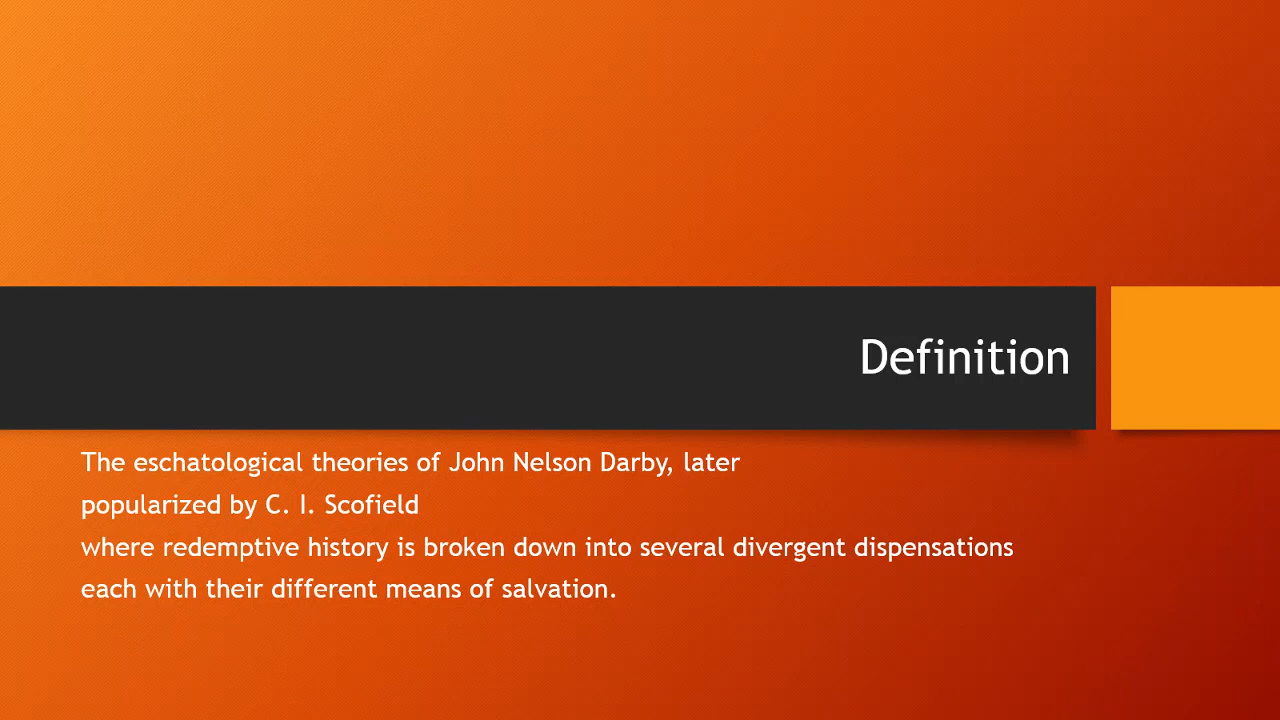 Definition
The eschatological theories of John Nelson Darby, later
popularized by C. I. Scofield
where redemptive history is broken down into several divergent dispensations
each with their different means of salvation.